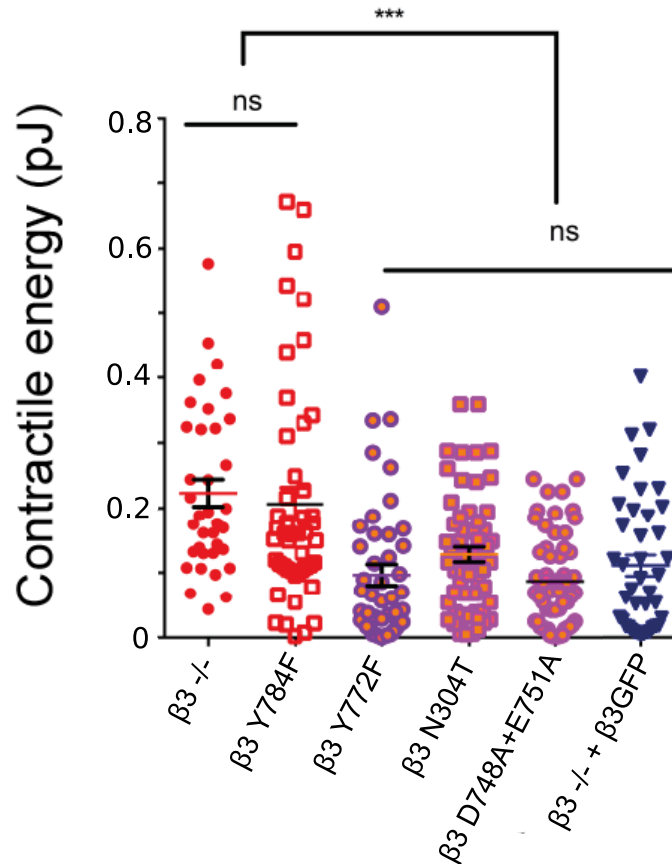 ***
ns
ns
Contractile energy (pJ)
0.8
0.6
0.4
0.2
0
β3 -/-
β3 Y784F
β3 Y772F
β3 N304T
β3 D748A+E751A
β3 -/- + β3GFP